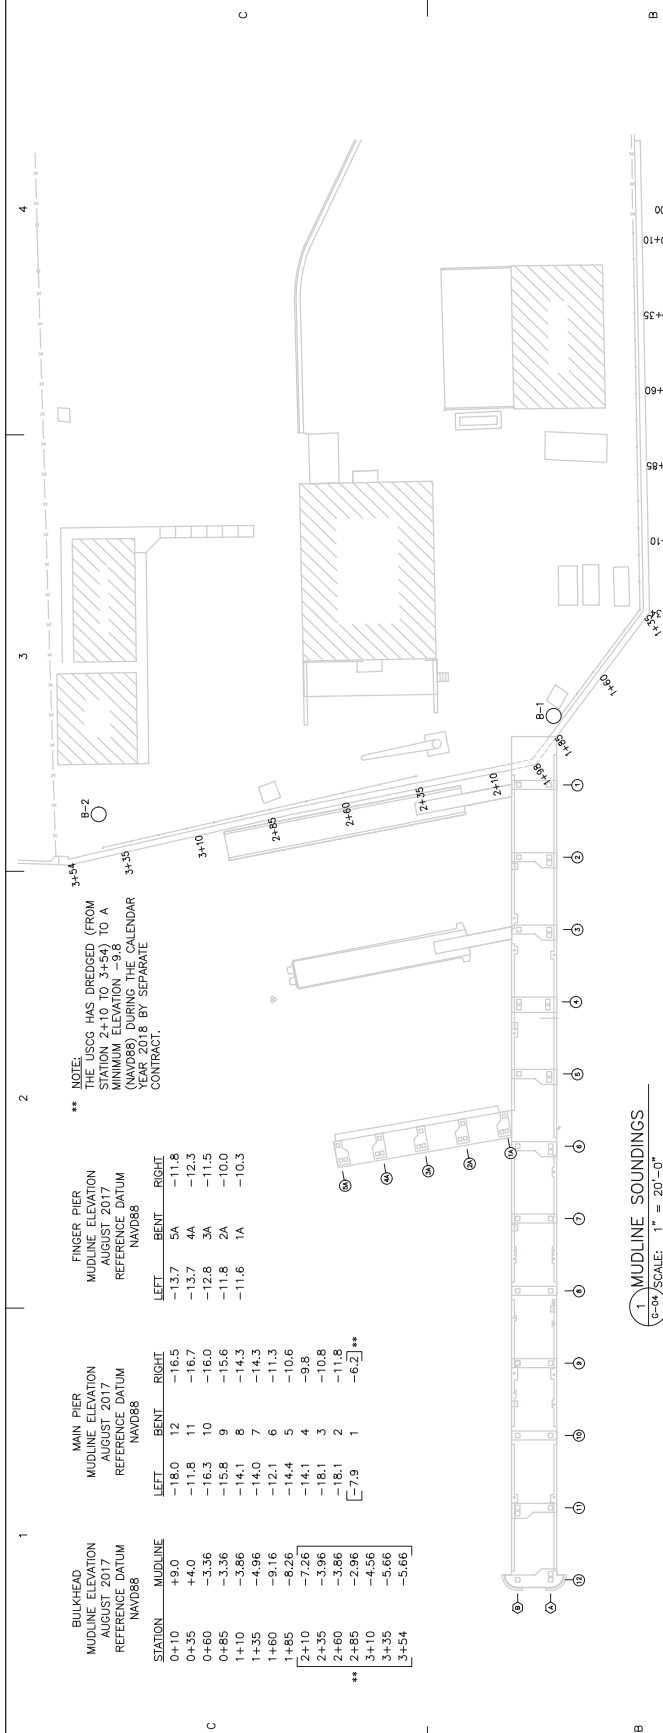 1
2
3
4
C
C
B
B
BULKHEAD
MUDLINE ELEVATION
AUGUST 2017
REFERENCE DATUM
NAVD88
STATION MUDLINE
0+10 +9.0
0+35 +4.0
0+60 -3.36
0+85 -3.36
1+10 -3.86
1+35 -4.96
1+60 -9.16
1+85 -8.26
2+10 -7.26
2+35 -3.96
2+60 -3.86
** 2+85 -2.96
3+10 -4.56
3+35 -5.66
3+54 -5.66
MAIN PIER
MUDLINE ELEVATION
AUGUST 2017
REFERENCE DATUM
NAVD88
LEFT BENT RIGHT
-18.0 12 -16.5
-11.8 11 -16.7
-16.3 10 -16.0
-15.8 9 -15.6
-14.1 8 -14.3
-14.0 7 -14.3
-12.1 6 -11.3
-14.4 5 -10.6
-14.1 4 -9.8
-18.1 3 -10.8
-18.1 2 -11.8
-7.9 1 -6.2 **
FINGER PIER
MUDLINE ELEVATION
AUGUST 2017
REFERENCE DATUM
NAVD88
LEFT BENT RIGHT
-13.7 5A -11.8
-13.7 4A -12.3
-12.8 3A -11.5
-11.8 2A -10.0
-11.6 1A -10.3
** NOTE:
THE USCG HAS DREDGED (FROM
STATION 2+10 TO 3+54) TO A
MINIMUM ELEVATION -9.8
(NAVD88) DURING THE CALENDAR
YEAR 2018 BY SEPARATE
CONTRACT.
B-2
B-1
3+54
3+35
3+10
2+85
2+60
2+35
2+10
1+98
1+85
1+60
1+35
5A
4A
3A
2A
1A
B
A
12
11
10
9
8
7
6
5
4
3
2
1
1
G-04
MUDLINE SOUNDINGS
SCALE: 1" = 20'-0"